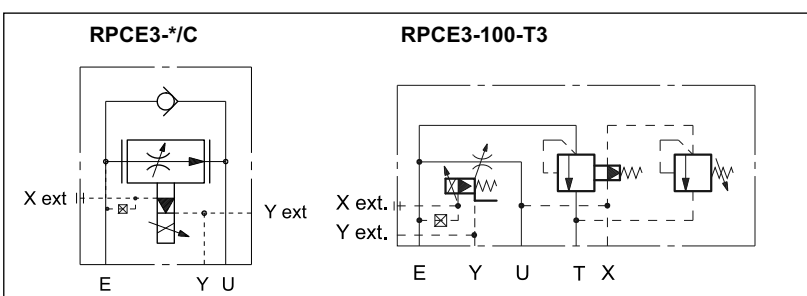 RPCE3-*/C RPCE3-100-T3
X ext Y ext
X ext.
Y ext.
E Y U
E Y U T X